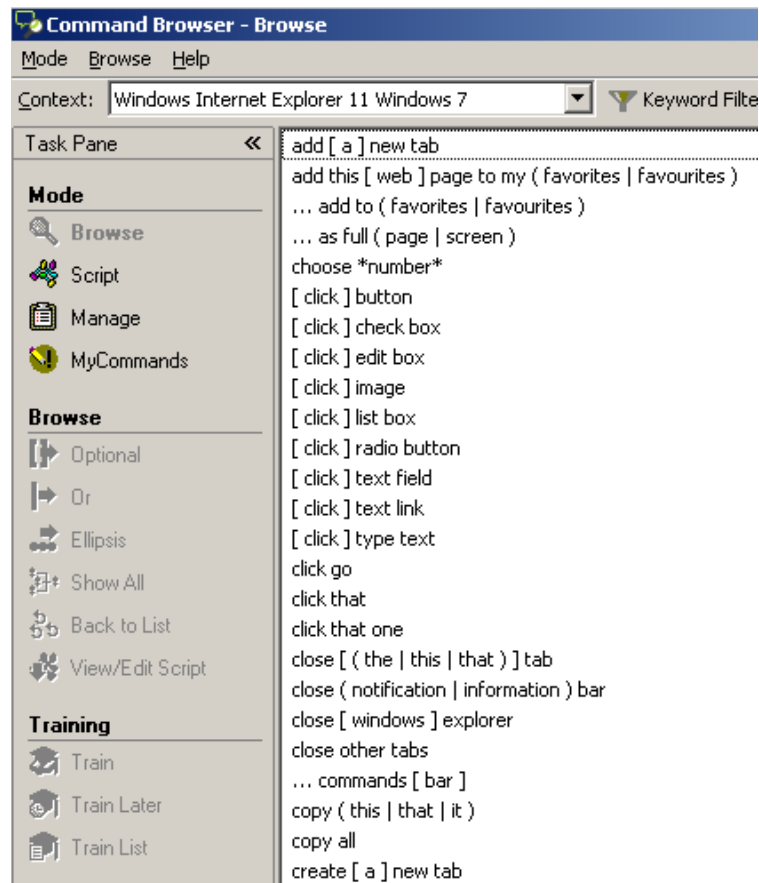 Command Browser - Browse
Mode Browse Help
Context: Windows Internet Explorer 11 Windows 7 Keyword Filte
Task Pane «
Mode
Browse
Script
Manage
MyCommands
Browse
Optional
Or
Ellipsis
Show All
Back to List
View/Edit Script
Training
Train
Train Later
Train List
add [ a ] new tab
add this [ web ] page to my ( favorites | favourites )
... add to ( favorites | favourites )
... as full ( page | screen )
choose *number*
[ click ] button
[ click ] check box
[ click ] edit box
[ click ] image
[ click ] list box
[ click ] radio button
[ click ] text field
[ click ] text link
[ click ] type text
click go
click that
click that one
close [ ( the | this | that ) ] tab
close ( notification | information ) bar
close [ windows ] explorer
close other tabs
... commands [ bar ]
copy ( this | that | it )
copy all
create [ a ] new tab